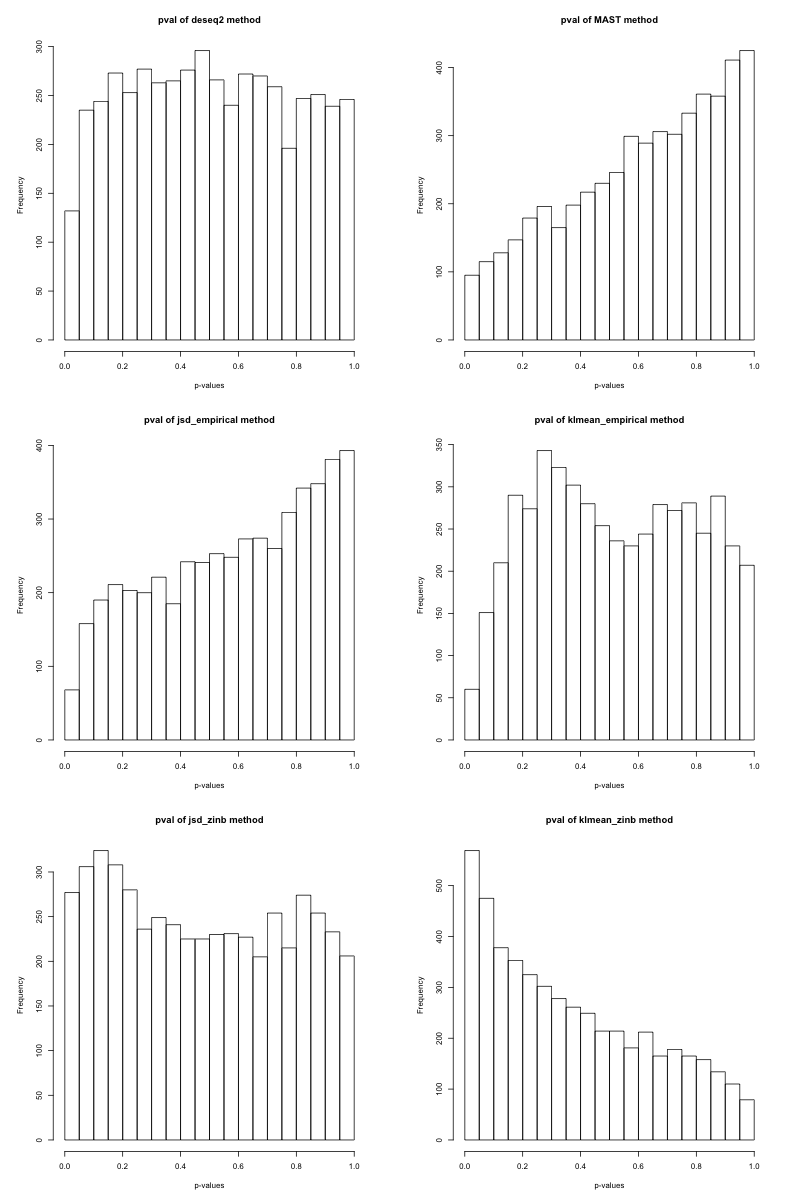 pval of deseq2 method
Frequency
0 50 100 150 200 250 300
0.0 0.2 0.4 0.6 0.8 1.0
p-values
pval of MAST method
Frequency
0 100 200 300 400
0.0 0.2 0.4 0.6 0.8 1.0
p-values
pval of jsd_empirical method
Frequency
0 100 200 300 400
0.0 0.2 0.4 0.6 0.8 1.0
p-values
pval of klmean_empirical method
Frequency
0 50 100 150 200 250 300 350
0.0 0.2 0.4 0.6 0.8 1.0
p-values
pval of jsd_zinb method
Frequency
0 50 100 150 200 250 300
0.0 0.2 0.4 0.6 0.8 1.0
p-values
pval of klmean_zinb method
Frequency
0 100 200 300 400 500
0.0 0.2 0.4 0.6 0.8 1.0
p-values